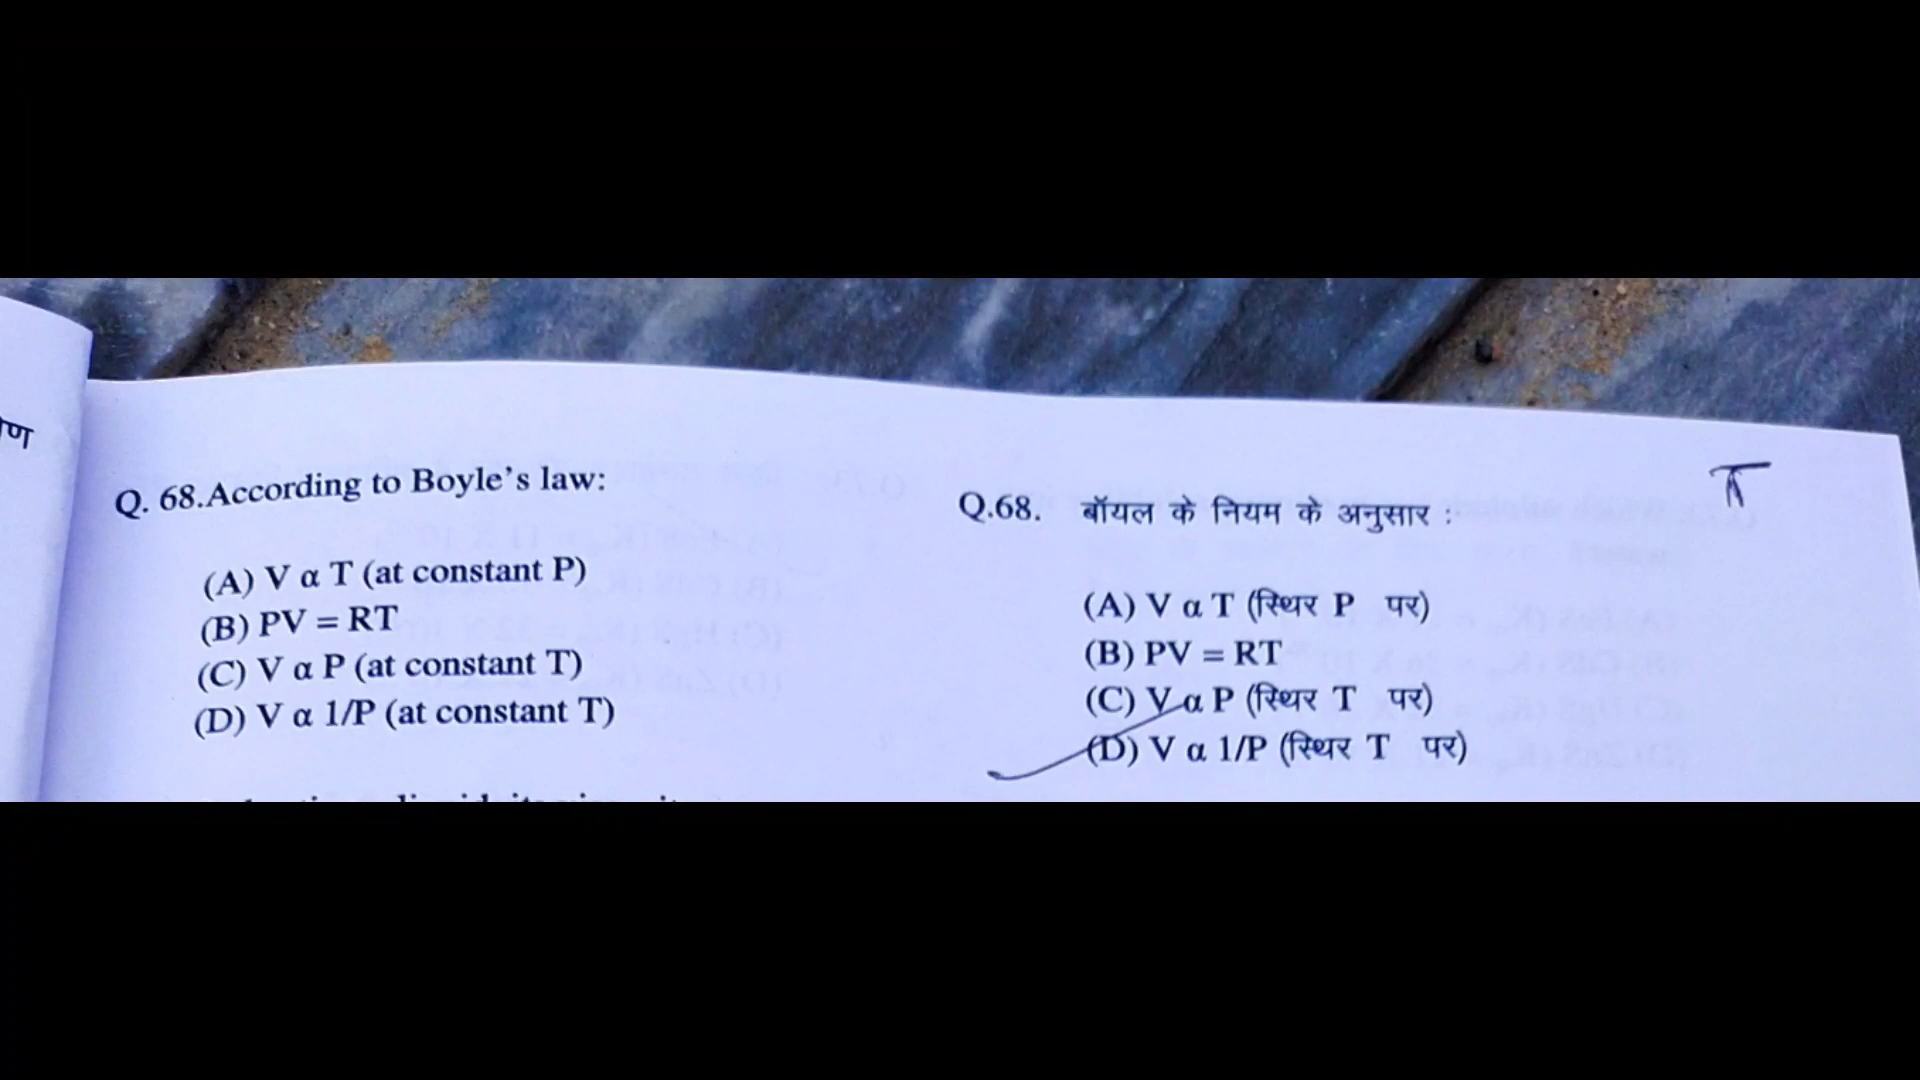 Q. 68.According to Boyle's law:
(A) V α T (at constant P)
(B) PV = RT
(C) V α P (at constant T)
(D) V α 1/P (at constant T)
Q.68. बॉयल के नियम के अनुसार :
(A) V α T (स्थिर P पर)
(B) PV = RT
(C) V α P (स्थिर T पर)
(D) V α 1/P (स्थिर T पर)